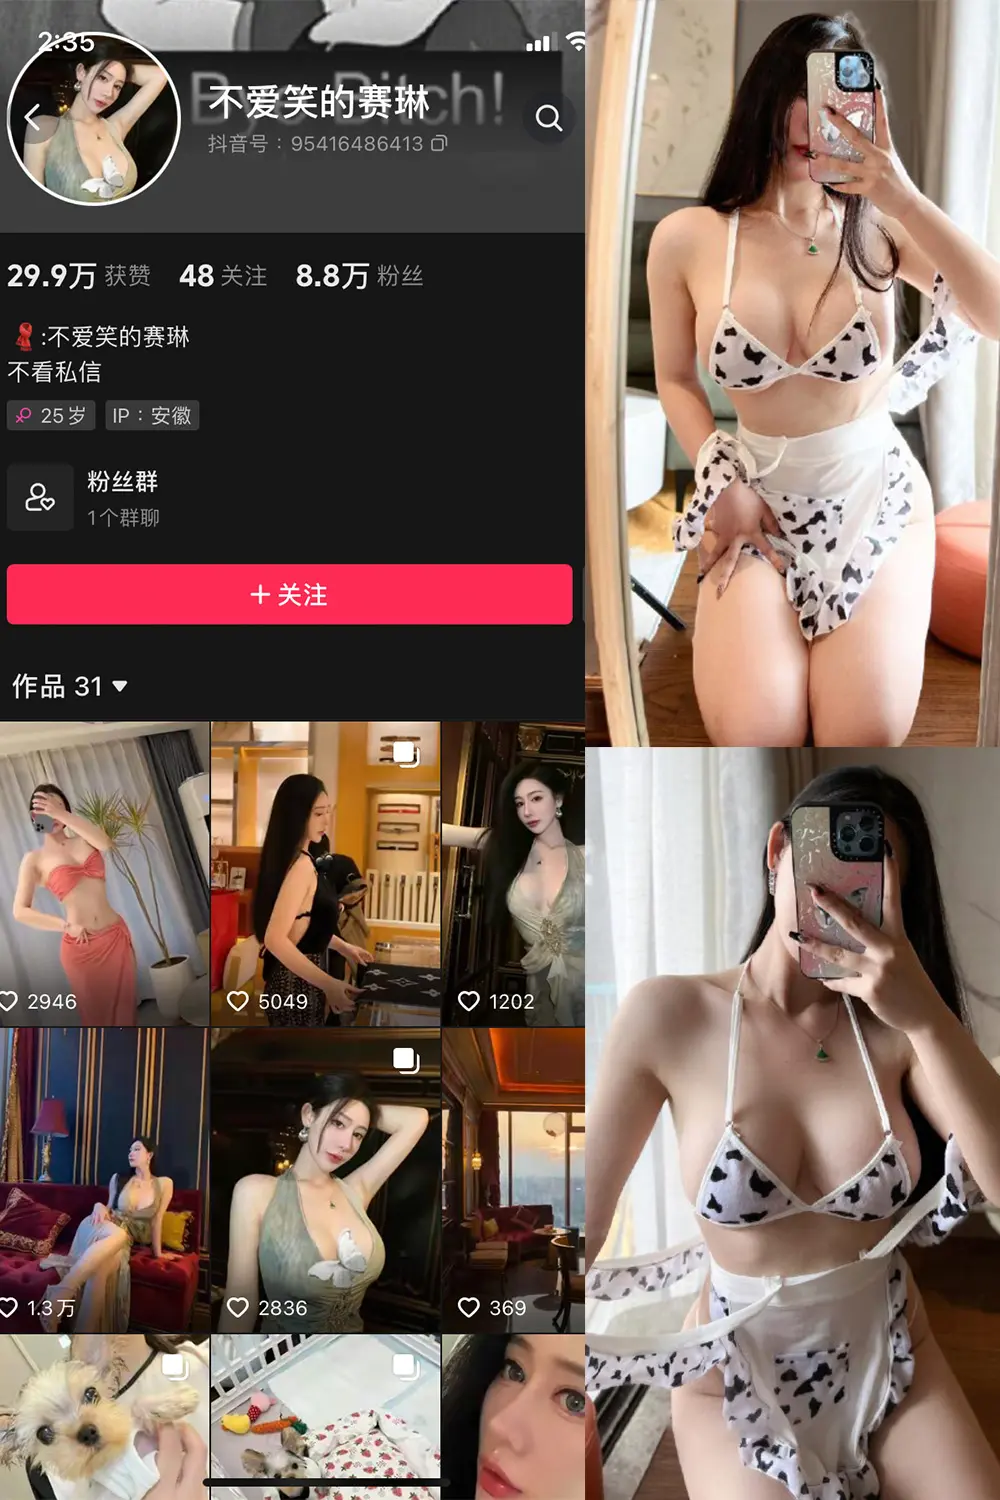 2:35
By Bitch!
不爱笑的赛琳
抖音号：95416486413
29.9万 获赞 48 关注 8.8万 粉丝
:不爱笑的赛琳
不看私信
25岁 IP：安徽
粉丝群
1个群聊
+ 关注
作品 31
2946
5049
1202
1.3万
2836
369